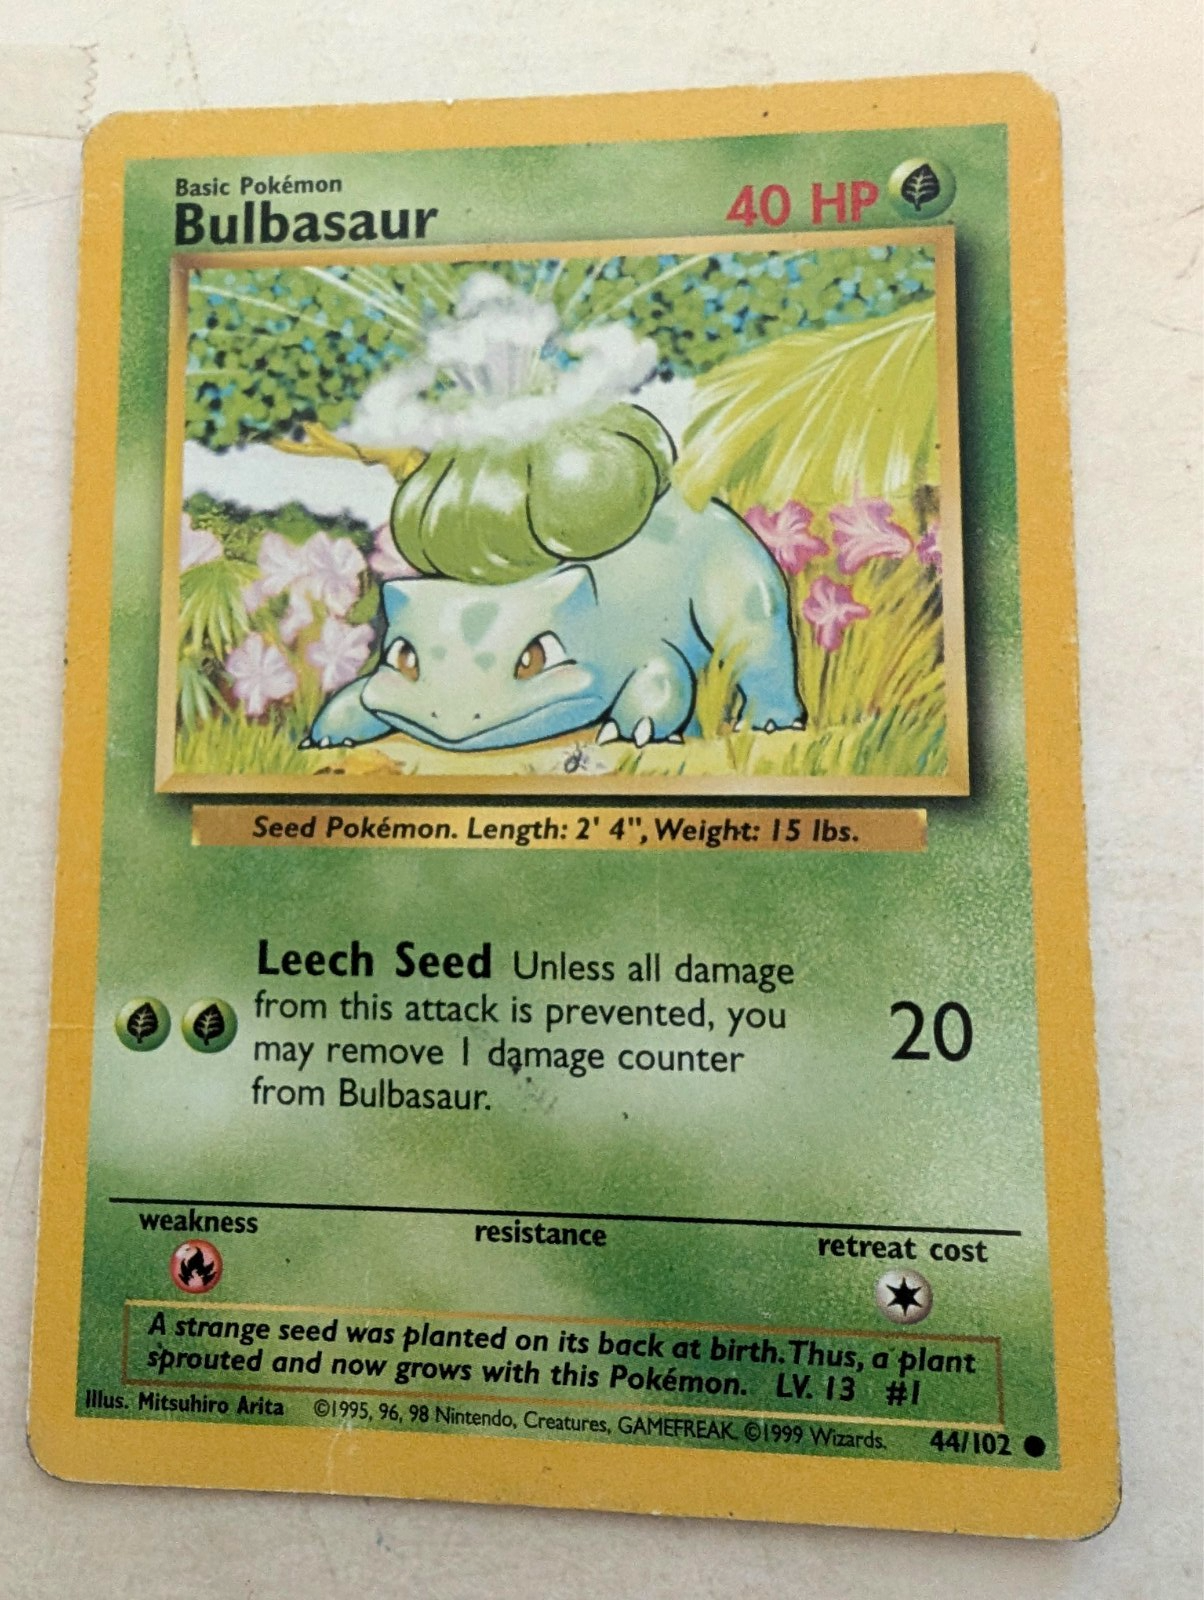 Basic Pokémon
Bulbasaur
40 HP
Seed Pokémon. Length: 2' 4", Weight: 15 lbs.
Leech Seed Unless all damage
from this attack is prevented, you
may remove 1 damage counter
from Bulbasaur.
20
weakness
resistance
retreat cost
A strange seed was planted on its back at birth. Thus, a plant
sprouted and now grows with this Pokémon. LV. 13 #1
Illus. Mitsuhiro Arita ©1995, 96, 98 Nintendo, Creatures, GAMEFREAK. ©1999 Wizards. 44/102